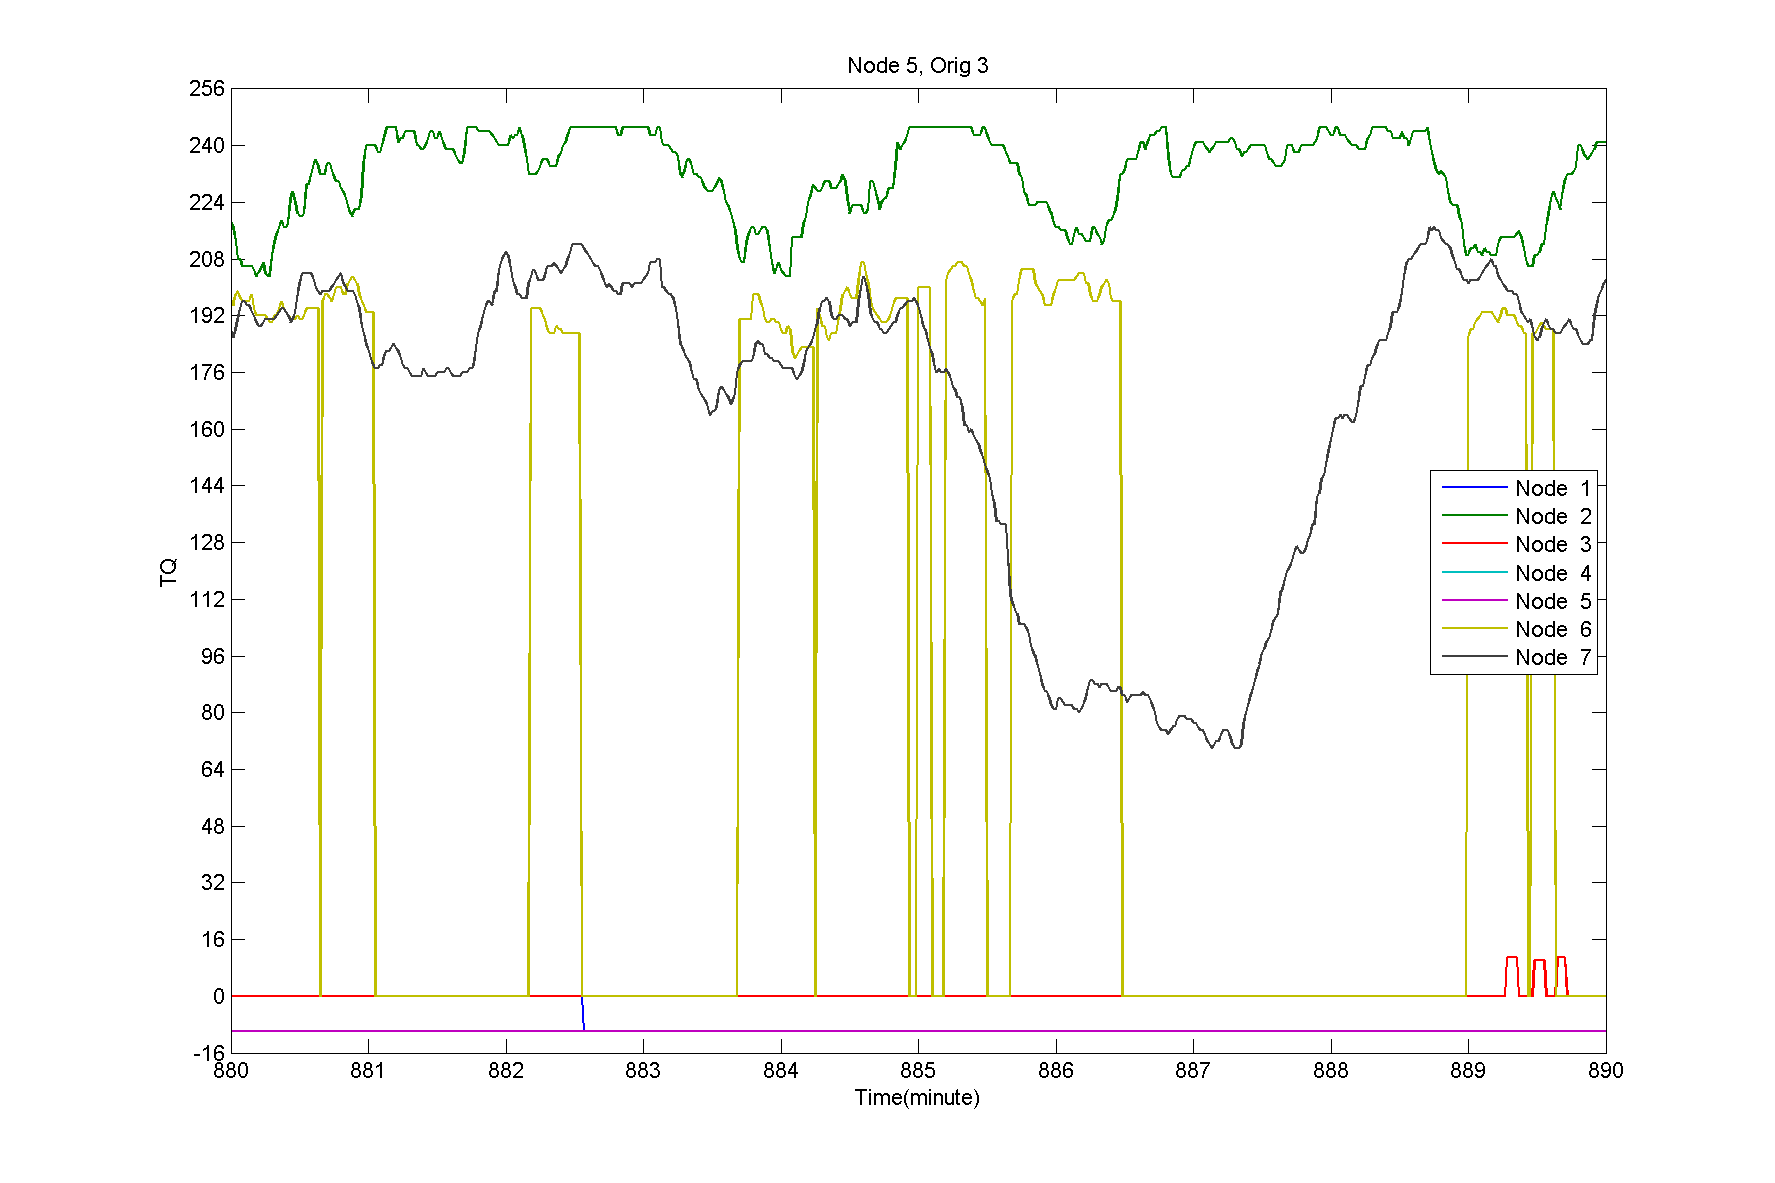 Node 5, Orig 3
256
240
224
208
192
176
160
144
128
112
96
80
64
48
32
16
0
-16
TQ
Node 1
Node 2
Node 3
Node 4
Node 5
Node 6
Node 7
880 881 882 883 884 885 886 887 888 889 890
Time(minute)